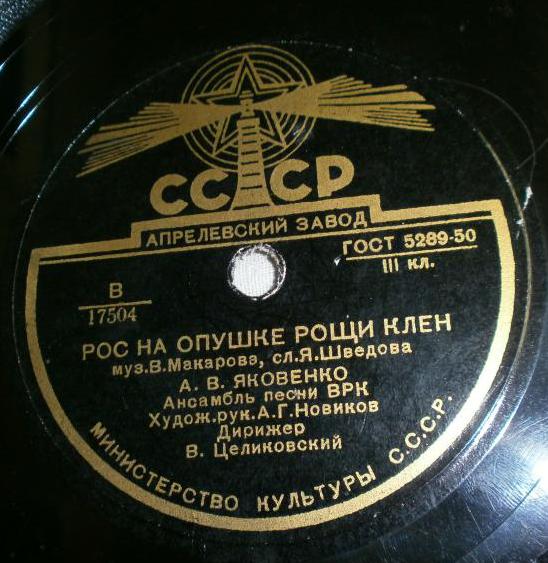 СССР
АПРЕЛЕВСКИЙ ЗАВОД
ГОСТ 5289-50
III кл.
В
17504
РОС НА ОПУШКЕ РОЩИ КЛЕН
муз.В.Макарова, сл.Я.Шведова
А. В. ЯКОВЕНКО
Ансамбль песни ВРК
Худож.рук.А.Г.Новиков
Дирижер
В. Целиковский
МИНИСТЕРСТВО КУЛЬТУРЫ С.С.С.Р.